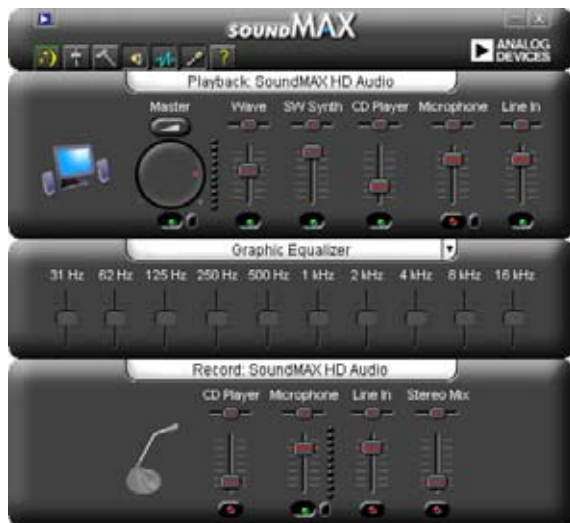 SOUNDMAX
ANALOG DEVICES
?
Playback: SoundMAX HD Audio
Master Wave SW Synth CD Player Microphone Line In
Graphic Equalizer
31 Hz 62 Hz 125 Hz 250 Hz 500 Hz 1 kHz 2 kHz 4 kHz 8 kHz 16 kHz
Record: SoundMAX HD Audio
CD Player Microphone Line In Stereo Mix